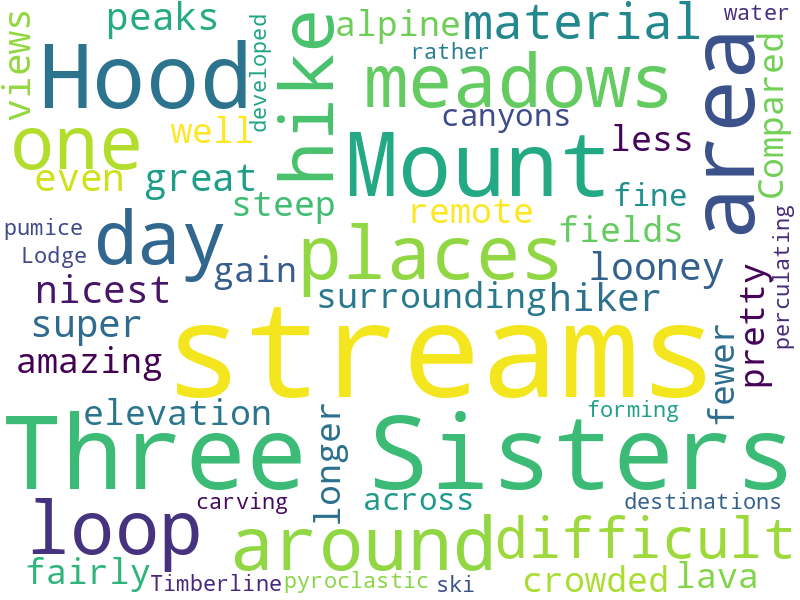 peaks
alpine
material
water
views
Hood
developed
hike
rather
meadows
area
Compared
one
well
canyons
less
even
great
Mount
fine
steep
remote
fields
pumice
Lodge
day
gain
places
looney
perculating
nicest
surrounding
hiker
pretty
super
amazing
streams
fewer
elevation
longer
forming
Three Sisters
loop
carving
across
destinations
around
difficult
fairly
Timberline
pyroclastic
ski
crowded
lava